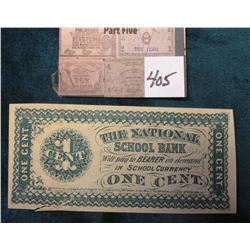 Part Five
405
ONE CENT
1
CENT
THE NATIONAL
SCHOOL BANK
Will pay to BEARER on demand
IN SCHOOL CURRENCY
ONE CENT.
ONE CENT